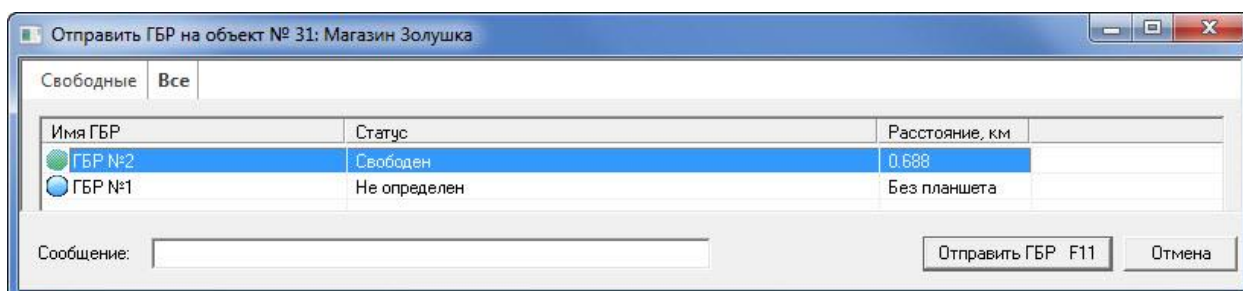 Отправить ГБР на объект № 31: Магазин Золушка
Свободные Все
Имя ГБР Статус Расстояние, км
ГБР №2 Свободен 0.688
ГБР №1 Не определен Без планшета
Сообщение: Отправить ГБР F11 Отмена